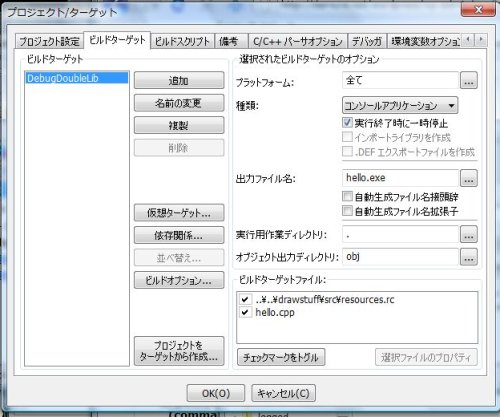 プロジェクト/ターゲット
プロジェクト設定 ビルドターゲット ビルドスクリプト 備考 C/C++ パーサオプション デバッガ 環境変数オプション
ビルドターゲット
DebugDoubleLib
追加
名前の変更
複製
削除
仮想ターゲット...
依存関係...
並べ替え...
ビルドオプション...
プロジェクトを
ターゲットから作成...
選択されたビルドターゲットのオプション
プラットフォーム: 全て ...
種類: コンソールアプリケーション
実行終了時に一時停止
インポートライブラリを作成
.DEF エクスポートファイルを作成
出力ファイル名: hello.exe ...
自動生成ファイル名接頭辞
自動生成ファイル名拡張子
実行用作業ディレクトリ: . ...
オブジェクト出力ディレクトリ: obj ...
ビルドターゲットファイル:
..¥..¥drawstuff¥src¥resources.rc
hello.cpp
チェックマークをトグル 選択ファイルのプロパティ
OK(O) キャンセル(C)